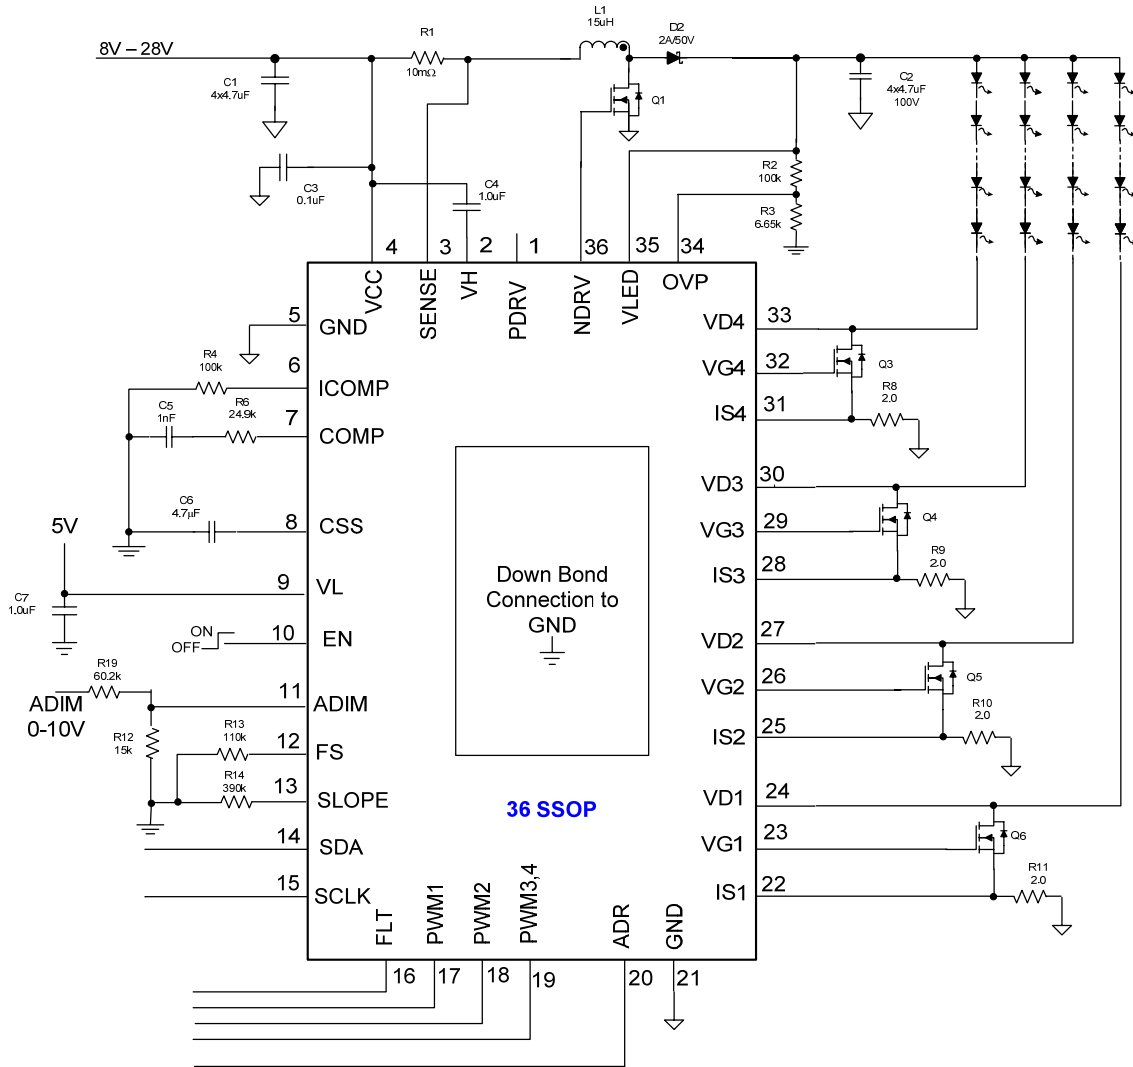 L1
15uH
D2
2A/50V
R1
10mΩ
8V – 28V
C1
4x4.7uF
Q1
C2
4x4.7uF
100V
C3
0.1uF
C4
1.0uF
R2
100k
R3
6.65k
4
3
2
1
36
35
34
VCC
SENSE
VH
PDRV
NDRV
VLED
OVP
5
GND
R4
100k
6
ICOMP
C5
1nF
R6
24.9k
7
COMP
C6
4.7µF
8
CSS
5V
C7
1.0uF
9
VL
ON
OFF
10
EN
R19
60.2k
ADIM
0-10V
11
ADIM
R12
15k
R13
110k
12
FS
R14
390k
13
SLOPE
14
SDA
15
SCLK
Down Bond
Connection to
GND
36 SSOP
VD4
33
VG4
32
Q3
IS4
31
R8
2.0
VD3
30
VG3
29
Q4
IS3
28
R9
2.0
VD2
27
VG2
26
Q5
IS2
25
R10
2.0
VD1
24
VG1
23
Q6
IS1
22
R11
2.0
FLT
PWM1
PWM2
PWM3,4
ADR
GND
16
17
18
19
20
21